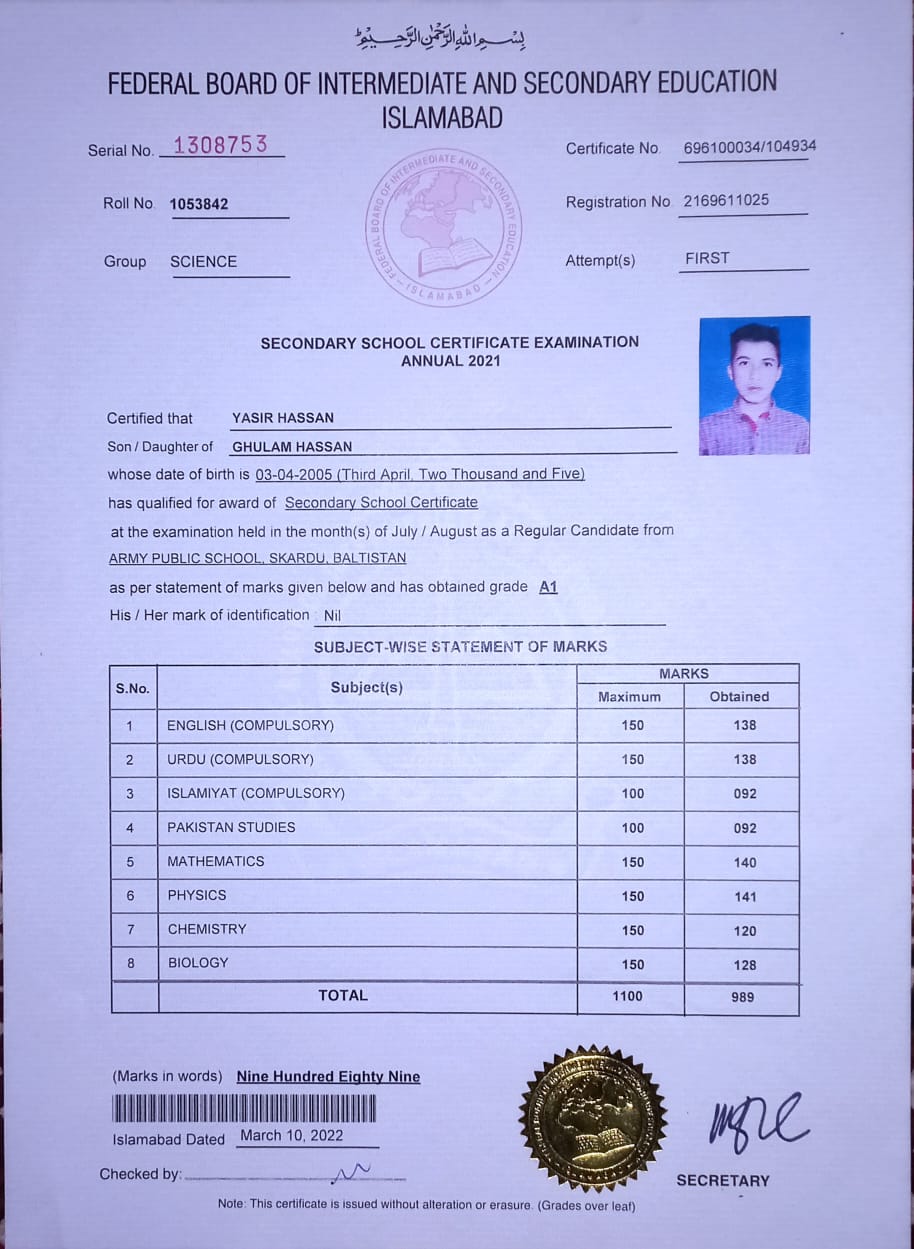 بِسْمِ اللهِ الرَّحْمٰنِ الرَّحِيْمِ
FEDERAL BOARD OF INTERMEDIATE AND SECONDARY EDUCATION
ISLAMABAD
Serial No. 1308753
Certificate No. 696100034/104934
Roll No. 1053842
Registration No. 2169611025
Group SCIENCE
Attempt(s) FIRST
FEDERAL BOARD OF INTERMEDIATE AND SECONDARY EDUCATION
ISLAMABAD
SECONDARY SCHOOL CERTIFICATE EXAMINATION
ANNUAL 2021
Certified that YASIR HASSAN
Son / Daughter of GHULAM HASSAN
whose date of birth is 03-04-2005 (Third April, Two Thousand and Five)
has qualified for award of Secondary School Certificate
at the examination held in the month(s) of July / August as a Regular Candidate from
ARMY PUBLIC SCHOOL, SKARDU, BALTISTAN
as per statement of marks given below and has obtained grade A1
His / Her mark of identification : Nil
SUBJECT-WISE STATEMENT OF MARKS
S.No. Subject(s) MARKS
Maximum Obtained
1 ENGLISH (COMPULSORY) 150 138
2 URDU (COMPULSORY) 150 138
3 ISLAMIYAT (COMPULSORY) 100 092
4 PAKISTAN STUDIES 100 092
5 MATHEMATICS 150 140
6 PHYSICS 150 141
7 CHEMISTRY 150 120
8 BIOLOGY 150 128
TOTAL 1100 989
(Marks in words) Nine Hundred Eighty Nine
Islamabad Dated March 10, 2022
Checked by:
SECRETARY
Note: This certificate is issued without alteration or erasure. (Grades over leaf)